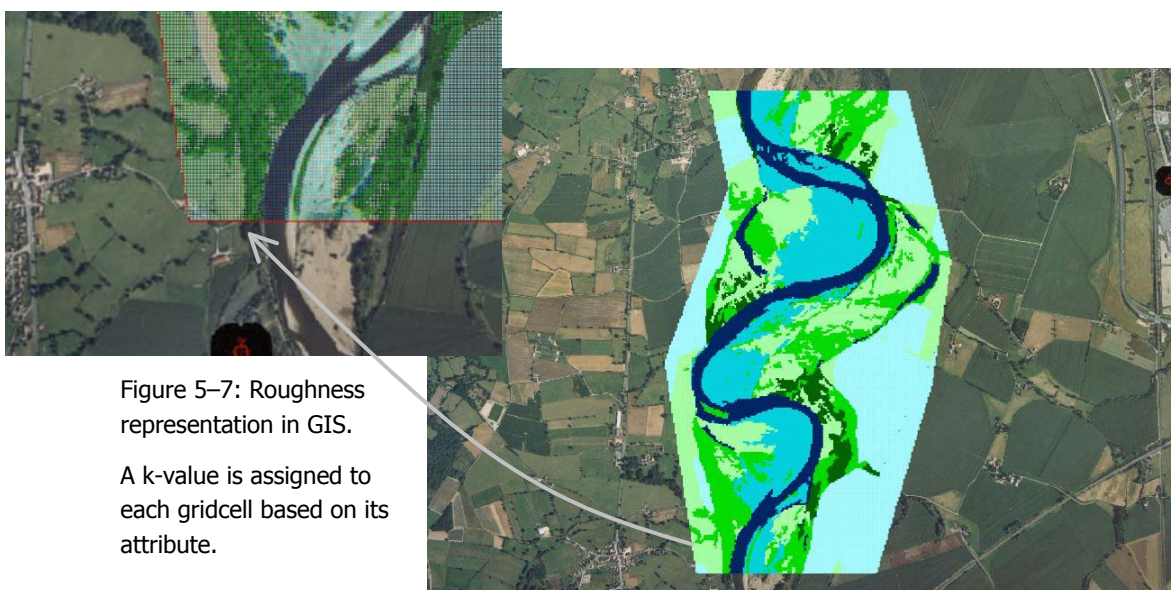 Figure 5–7: Roughness
representation in GIS.
A k-value is assigned to
each gridcell based on its
attribute.